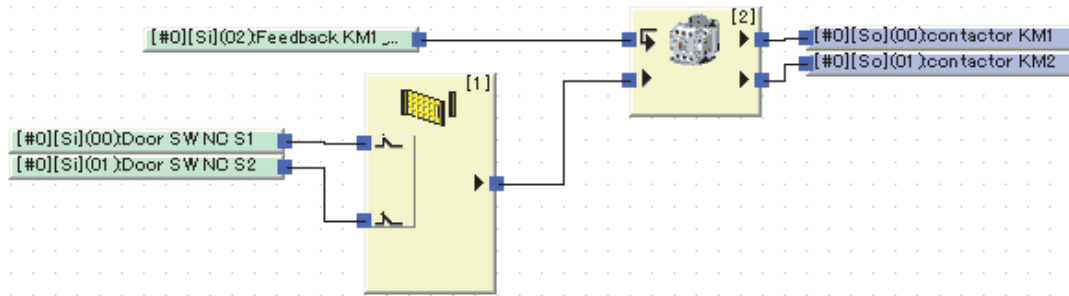 [2]
[#0][Si](02):Feedback KM1 _...
[#0][So](00):contactor KM1
[#0][So](01):contactor KM2
[1]
[#0][Si](00):Door SW NC S1
[#0][Si](01):Door SW NC S2